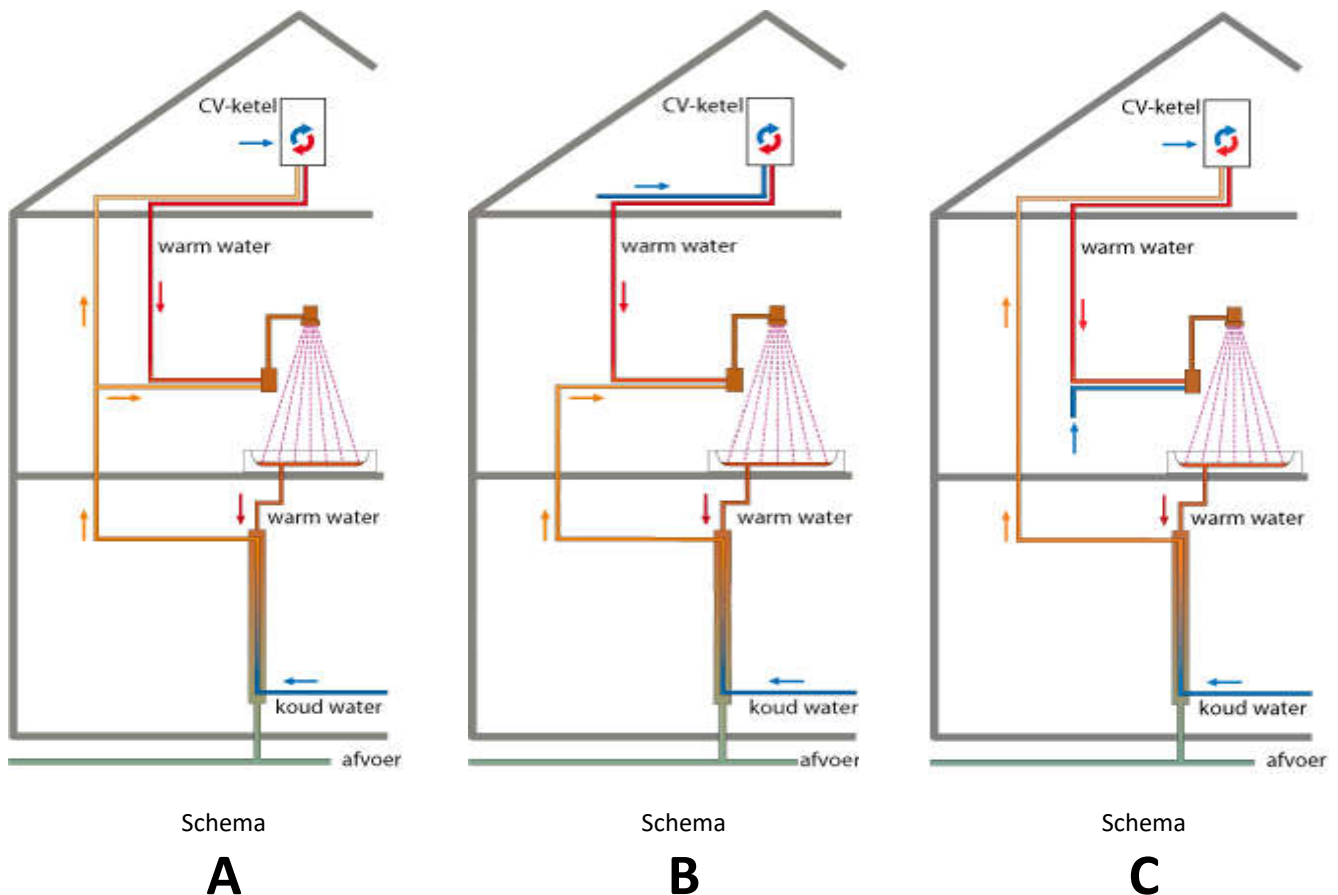 CV-ketel
warm water
warm water
koud water
afvoer
Schema
A
CV-ketel
warm water
warm water
koud water
afvoer
Schema
B
CV-ketel
warm water
warm water
koud water
afvoer
Schema
C